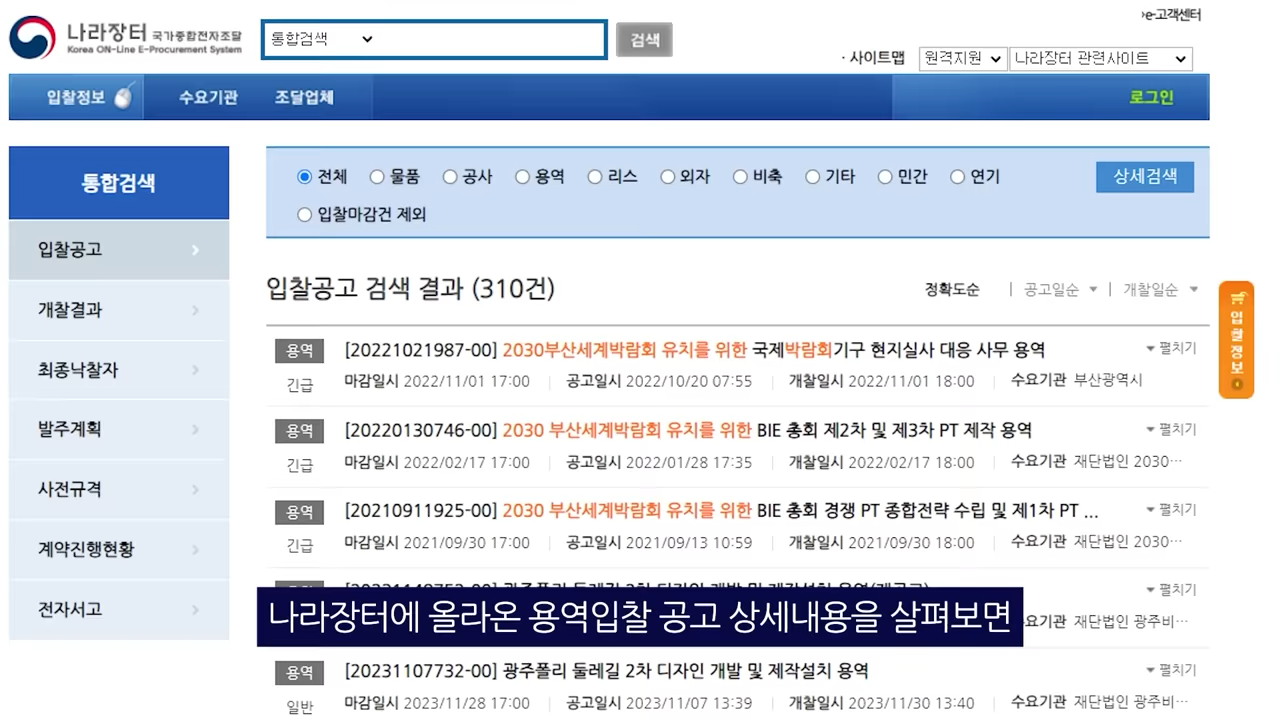 ›e-고객센터
나라장터 국가종합전자조달
Korea ON-Line E-Procurement System
통합검색
검색
· 사이트맵 원격지원 나라장터 관련사이트
입찰정보 수요기관 조달업체 로그인
통합검색
입찰공고
개찰결과
최종낙찰자
발주계획
사전규격
계약진행현황
전자서고
전체 물품 공사 용역 리스 외자 비축 기타 민간 연기
입찰마감건 제외
상세검색
입찰공고 검색 결과 (310건)
정확도순 | 공고일순 | 개찰일순
용역 [20221021987-00] 2030부산세계박람회 유치를 위한 국제박람회기구 현지실사 대응 사무 용역 펼치기
긴급 마감일시 2022/11/01 17:00 공고일시 2022/10/20 07:55 개찰일시 2022/11/01 18:00 수요기관 부산광역시
용역 [20220130746-00] 2030 부산세계박람회 유치를 위한 BIE 총회 제2차 및 제3차 PT 제작 용역 펼치기
긴급 마감일시 2022/02/17 17:00 공고일시 2022/01/28 17:35 개찰일시 2022/02/17 18:00 수요기관 재단법인 2030…
용역 [20210911925-00] 2030 부산세계박람회 유치를 위한 BIE 총회 경쟁 PT 종합전략 수립 및 제1차 PT ... 펼치기
긴급 마감일시 2021/09/30 17:00 공고일시 2021/09/13 10:59 개찰일시 2021/09/30 18:00 수요기관 재단법인 2030…
펼치기
요기관 재단법인 광주비…
나라장터에 올라온 용역입찰 공고 상세내용을 살펴보면
용역 [20231107732-00] 광주폴리 둘레길 2차 디자인 개발 및 제작설치 용역 펼치기
일반 마감일시 2023/11/28 17:00 공고일시 2023/11/07 13:39 개찰일시 2023/11/30 13:40 수요기관 재단법인 광주비…
입찰정보